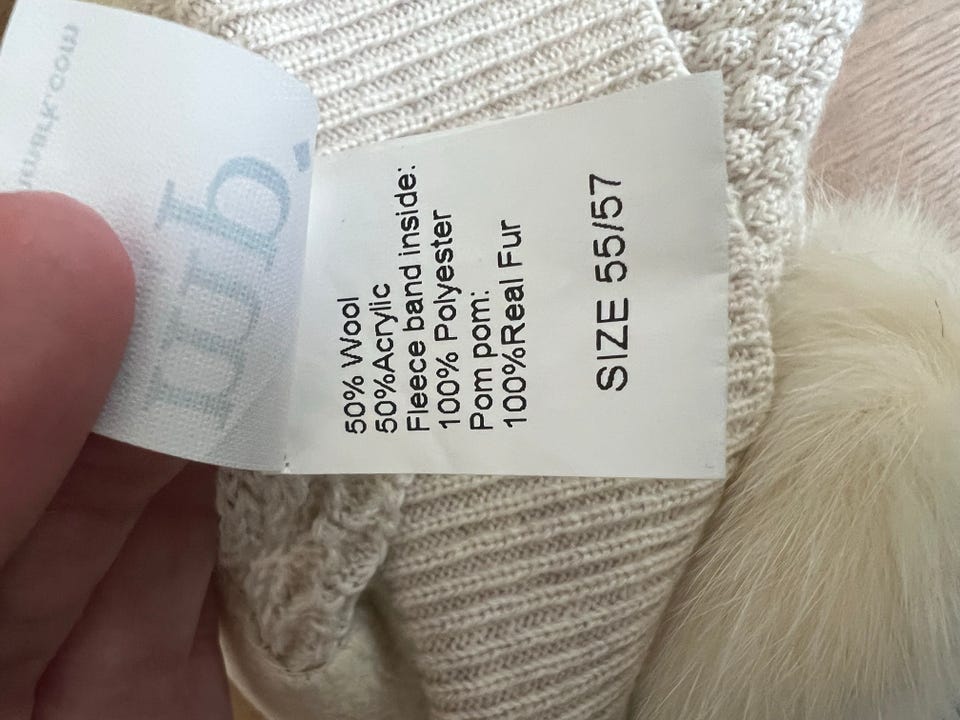 50% Wool
50%Acrylic
Fleece band inside:
100% Polyester
Pom pom:
100%Real Fur
SIZE 55/57